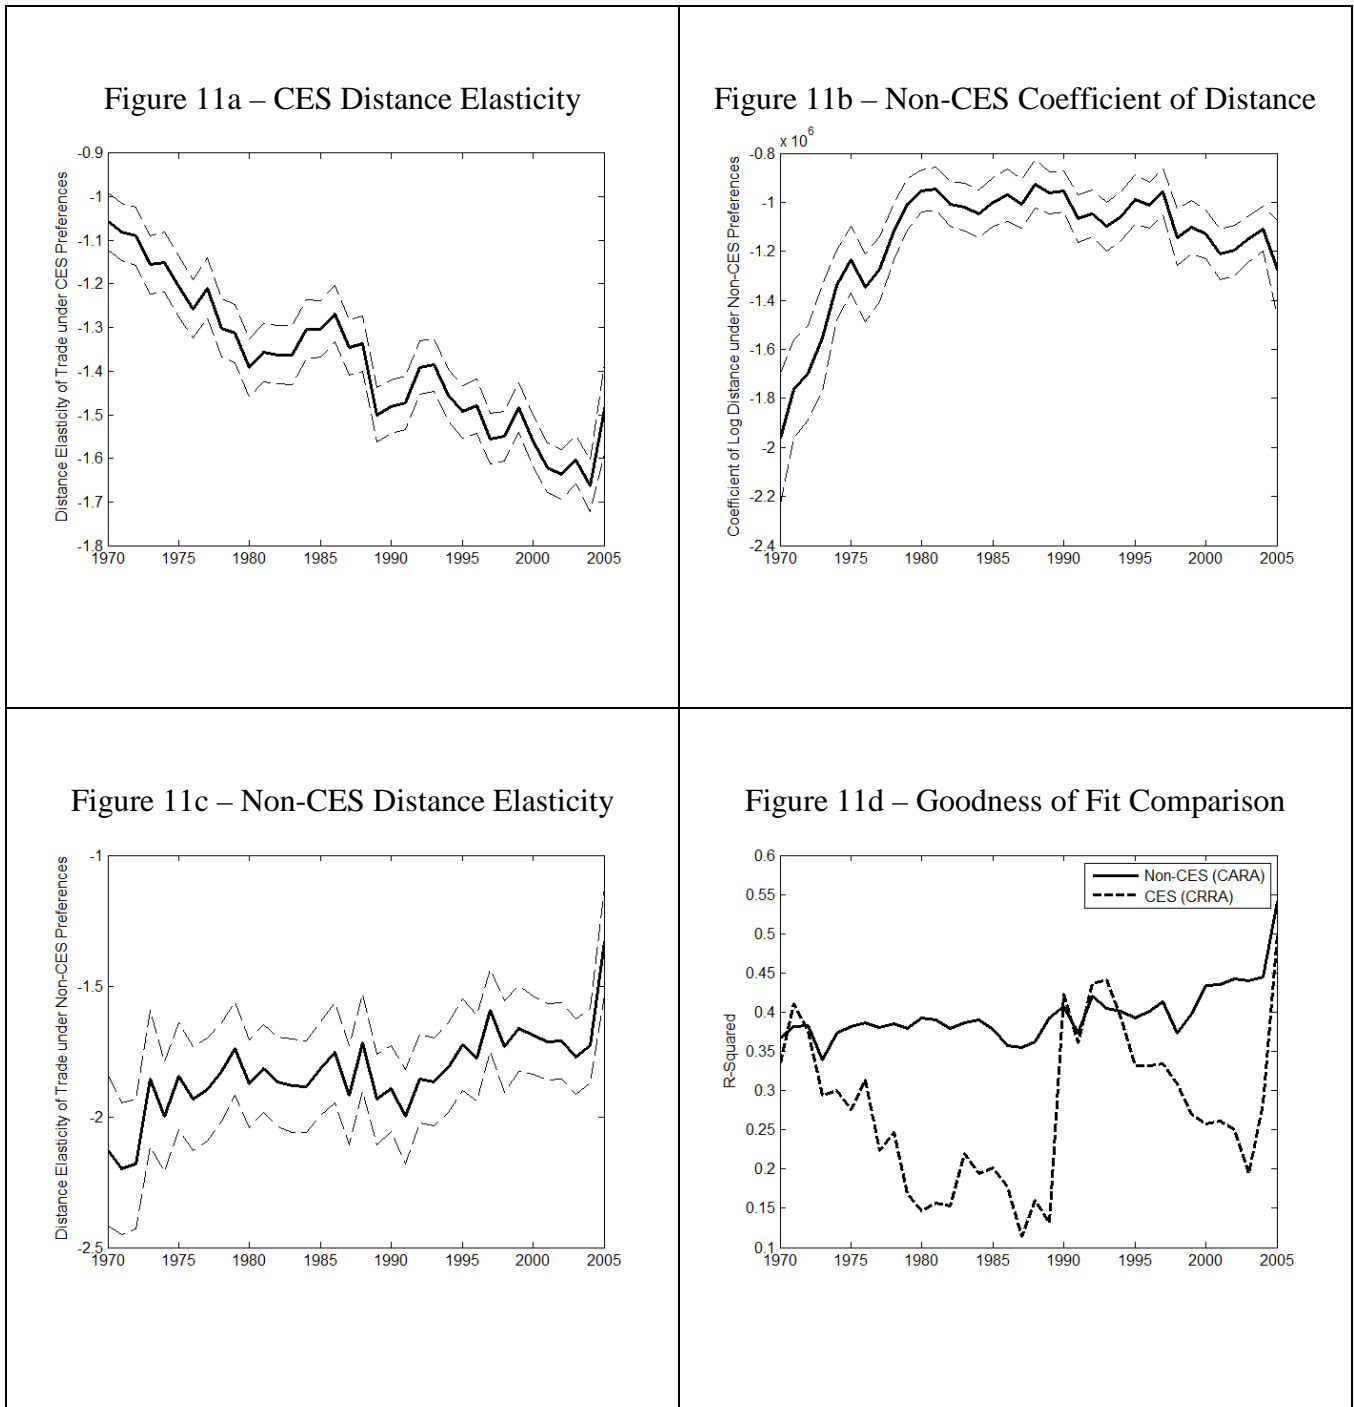 Figure 11a – CES Distance Elasticity
Distance Elasticity of Trade under CES Preferences
-0.9
-1
-1.1
-1.2
-1.3
-1.4
-1.5
-1.6
-1.7
-1.8
1970 1975 1980 1985 1990 1995 2000 2005
Figure 11b – Non-CES Coefficient of Distance
x 10^6
Coefficient of Log Distance under Non-CES Preferences
-0.8
-1
-1.2
-1.4
-1.6
-1.8
-2
-2.2
-2.4
1970 1975 1980 1985 1990 1995 2000 2005
Figure 11c – Non-CES Distance Elasticity
Distance Elasticity of Trade under Non-CES Preferences
-1
-1.5
-2
-2.5
1970 1975 1980 1985 1990 1995 2000 2005
Figure 11d – Goodness of Fit Comparison
R-Squared
0.6
0.55
0.5
0.45
0.4
0.35
0.3
0.25
0.2
0.15
0.1
Non-CES (CARA)
CES (CRRA)
1970 1975 1980 1985 1990 1995 2000 2005